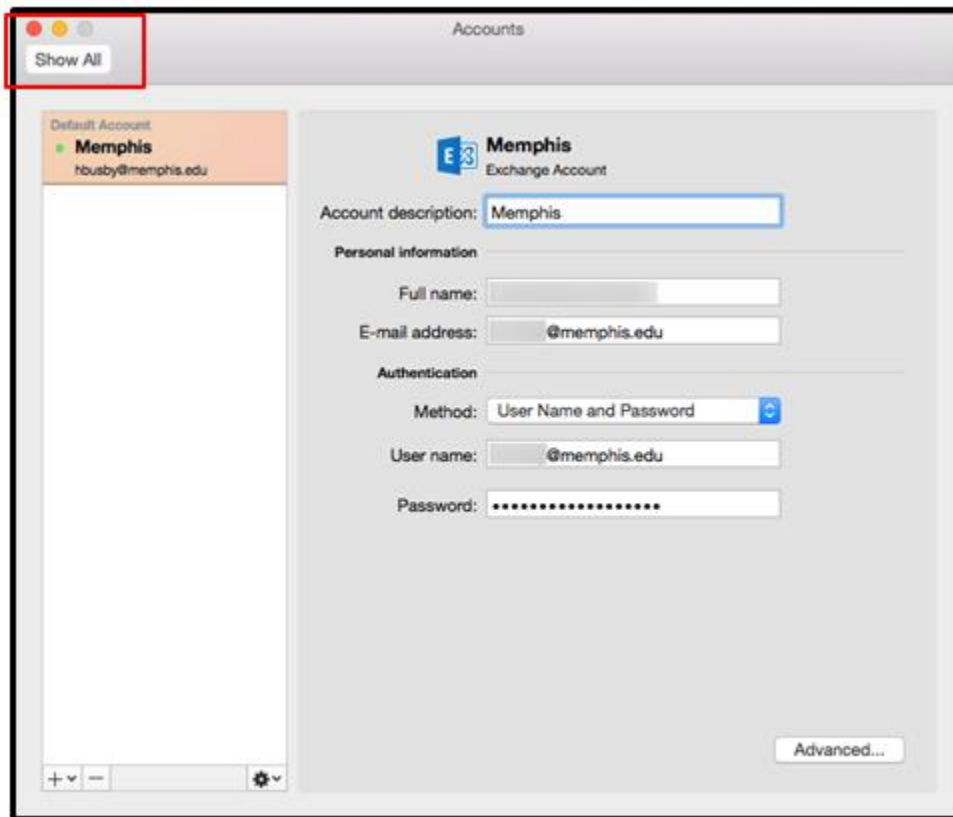 Accounts
Show All
Default Account
Memphis
hbusby@memphis.edu
Memphis
Exchange Account
Account description: Memphis
Personal information
Full name:
E-mail address: @memphis.edu
Authentication
Method: User Name and Password
User name: @memphis.edu
Password: ••••••••••••••••••
Advanced...